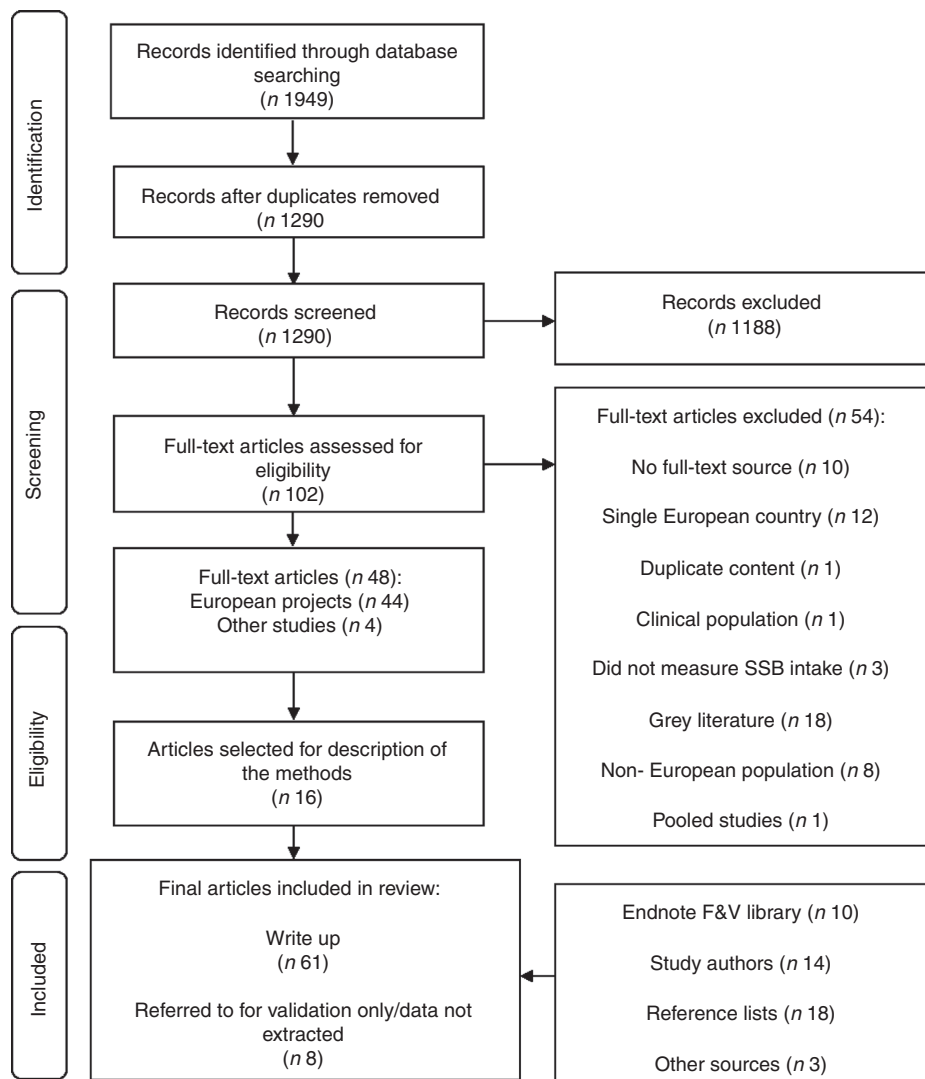 Identification
Records identified through database
searching
(n 1949)
Records after duplicates removed
(n 1290
Screening
Records screened
(n 1290)
Records excluded
(n 1188)
Full-text articles assessed for
eligibility
(n 102)
Full-text articles excluded (n 54):
No full-text source (n 10)
Single European country (n 12)
Duplicate content (n 1)
Clinical population (n 1)
Did not measure SSB intake (n 3)
Grey literature (n 18)
Non- European population (n 8)
Pooled studies (n 1)
Full-text articles (n 48):
European projects (n 44)
Other studies (n 4)
Eligibility
Articles selected for description of
the methods
(n 16)
Included
Final articles included in review:
Write up
(n 61)
Referred to for validation only/data not
extracted
(n 8)
Endnote F&V library (n 10)
Study authors (n 14)
Reference lists (n 18)
Other sources (n 3)